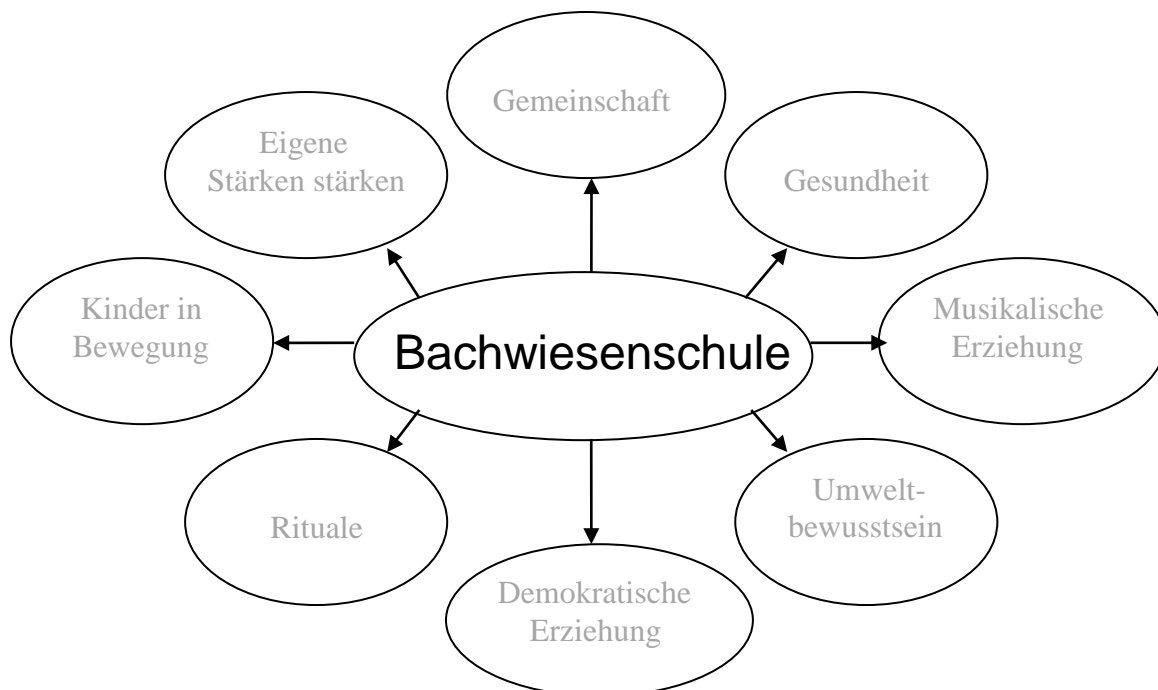 Gemeinschaft
Eigene
Stärken stärken
Gesundheit
Kinder in
Bewegung
Bachwiesenschule
Musikalische
Erziehung
Rituale
Umwelt-
bewusstsein
Demokratische
Erziehung